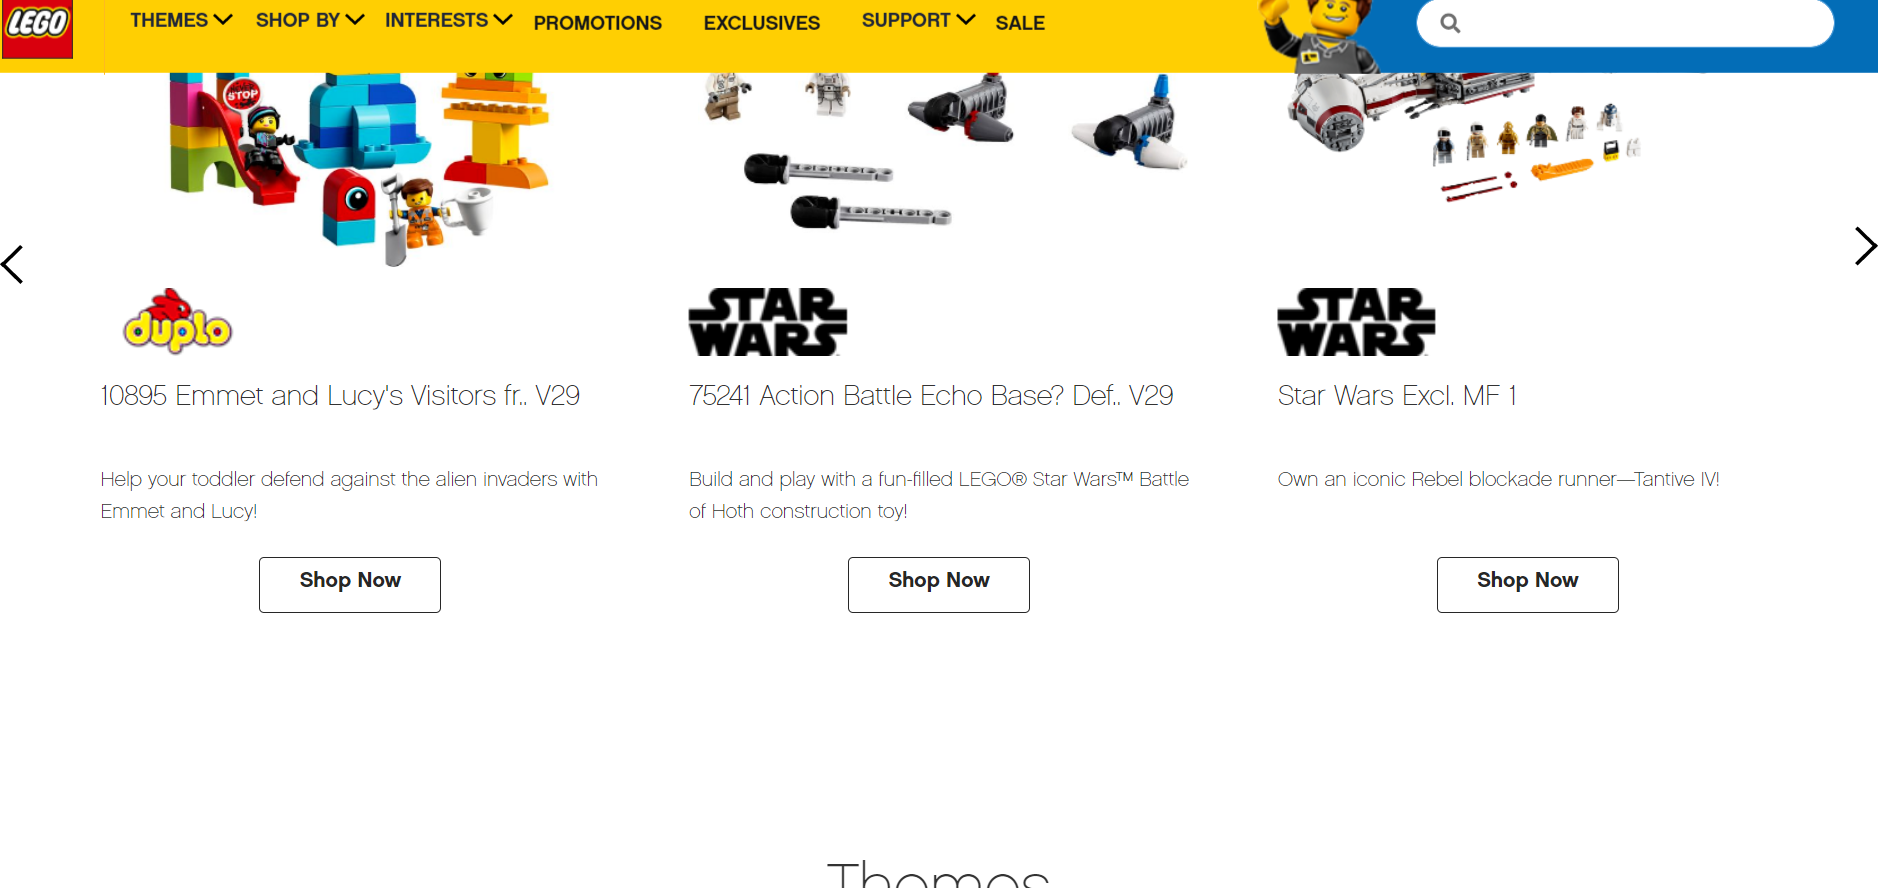 LEGO
THEMES SHOP BY INTERESTS PROMOTIONS EXCLUSIVES SUPPORT SALE
STOP
duplo
STAR
WARS
STAR
WARS
10895 Emmet and Lucy's Visitors fr.. V29
75241 Action Battle Echo Base? Def.. V29
Star Wars Excl. MF 1
Help your toddler defend against the alien invaders with
Emmet and Lucy!
Build and play with a fun-filled LEGO® Star Wars™ Battle
of Hoth construction toy!
Own an iconic Rebel blockade runner—Tantive IV!
Shop Now
Shop Now
Shop Now
Themes